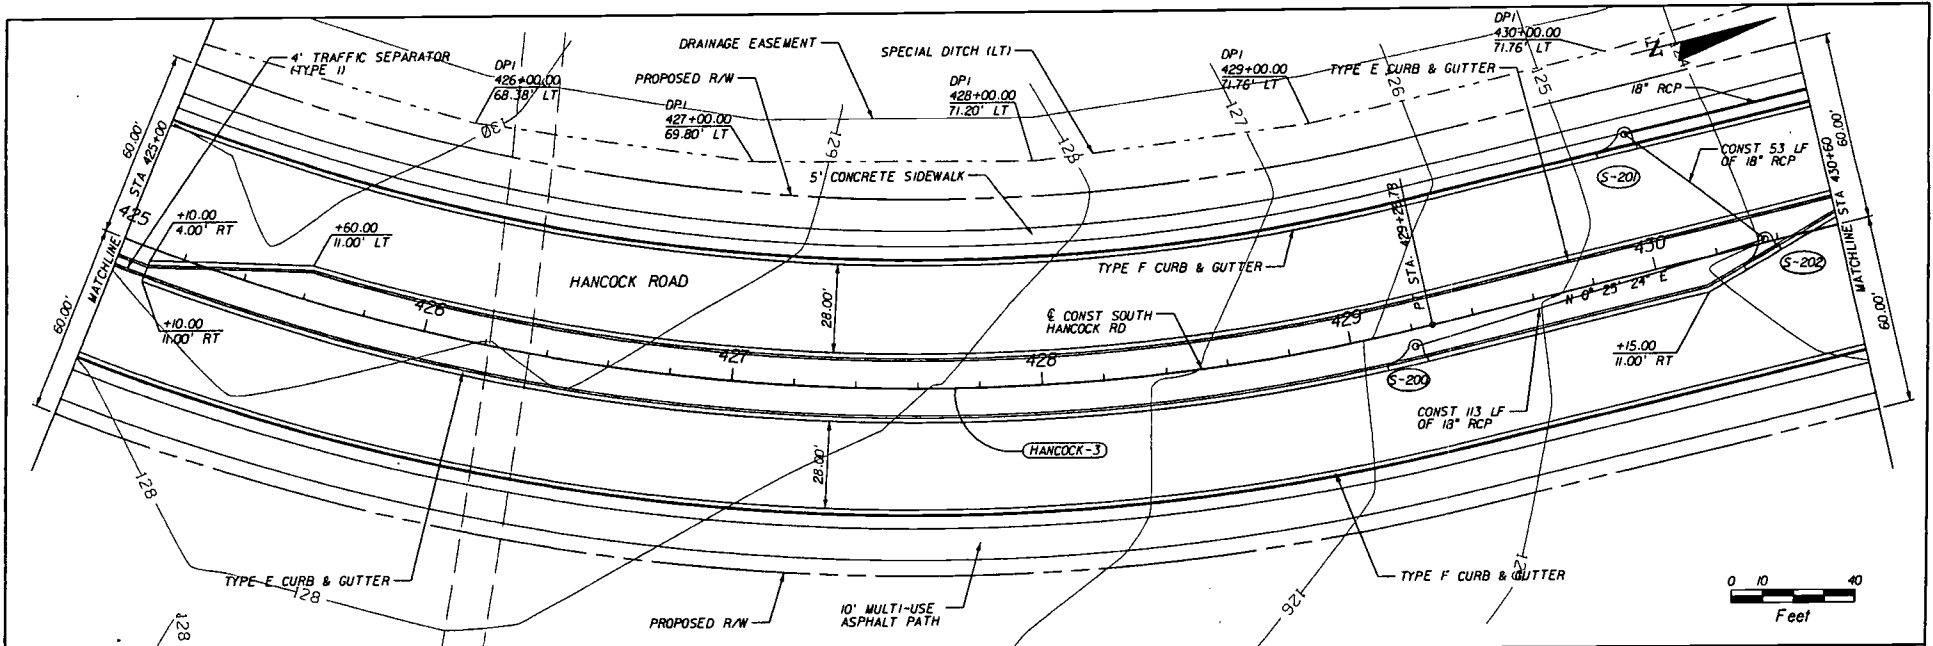 4' TRAFFIC SEPARATOR
(TYPE 1)
DPI
426+00.00
68.38' LT
DRAINAGE EASEMENT
PROPOSED R/W
DPI
427+00.00
69.80' LT
SPECIAL DITCH (LT)
DPI
428+00.00
71.20' LT
DPI
429+00.00
71.76' LT
DPI
430+00.00
71.76' LT
TYPE E CURB & GUTTER
N
18" RCP
130
129
128
127
126
125
124
60.00'
60.00'
MATCHLINE STA 425+00
425
+10.00
4.00' RT
+60.00
11.00' LT
+10.00
11.00' RT
5' CONCRETE SIDEWALK
HANCOCK ROAD
28.00'
TYPE F CURB & GUTTER
PT STA. 429+28.78
S-201
CONST 53 LF
OF 18" RCP
60.00'
60.00'
MATCHLINE STA 430+60
426
427
428
429
430
℄ CONST SOUTH
HANCOCK RD
N 0° 25' 24" E
S-202
+15.00
11.00' RT
S-200
CONST 113 LF
OF 18" RCP
HANCOCK-3
28.00'
128
TYPE E CURB & GUTTER
128
128
PROPOSED R/W
10' MULTI-USE
ASPHALT PATH
126
TYPE F CURB & GUTTER
0 10 40
Feet